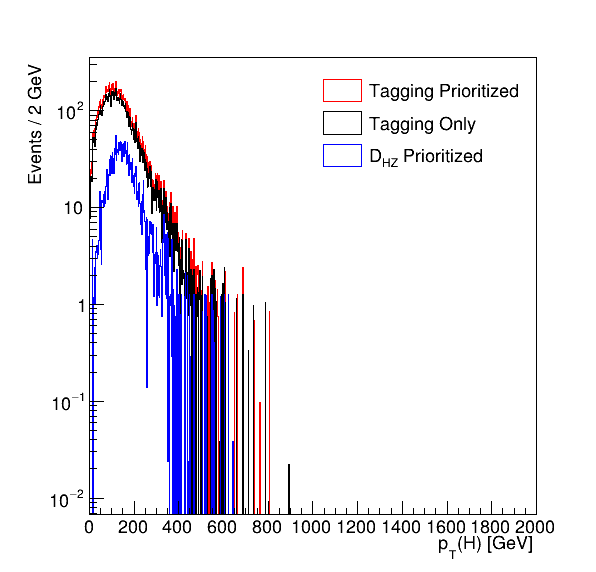 Events / 2 GeV
Tagging Prioritized
Tagging Only
D_HZ Prioritized
10²
10
1
10⁻¹
10⁻²
0 200 400 600 800 1000 1200 1400 1600 1800 2000
p_T(H) [GeV]